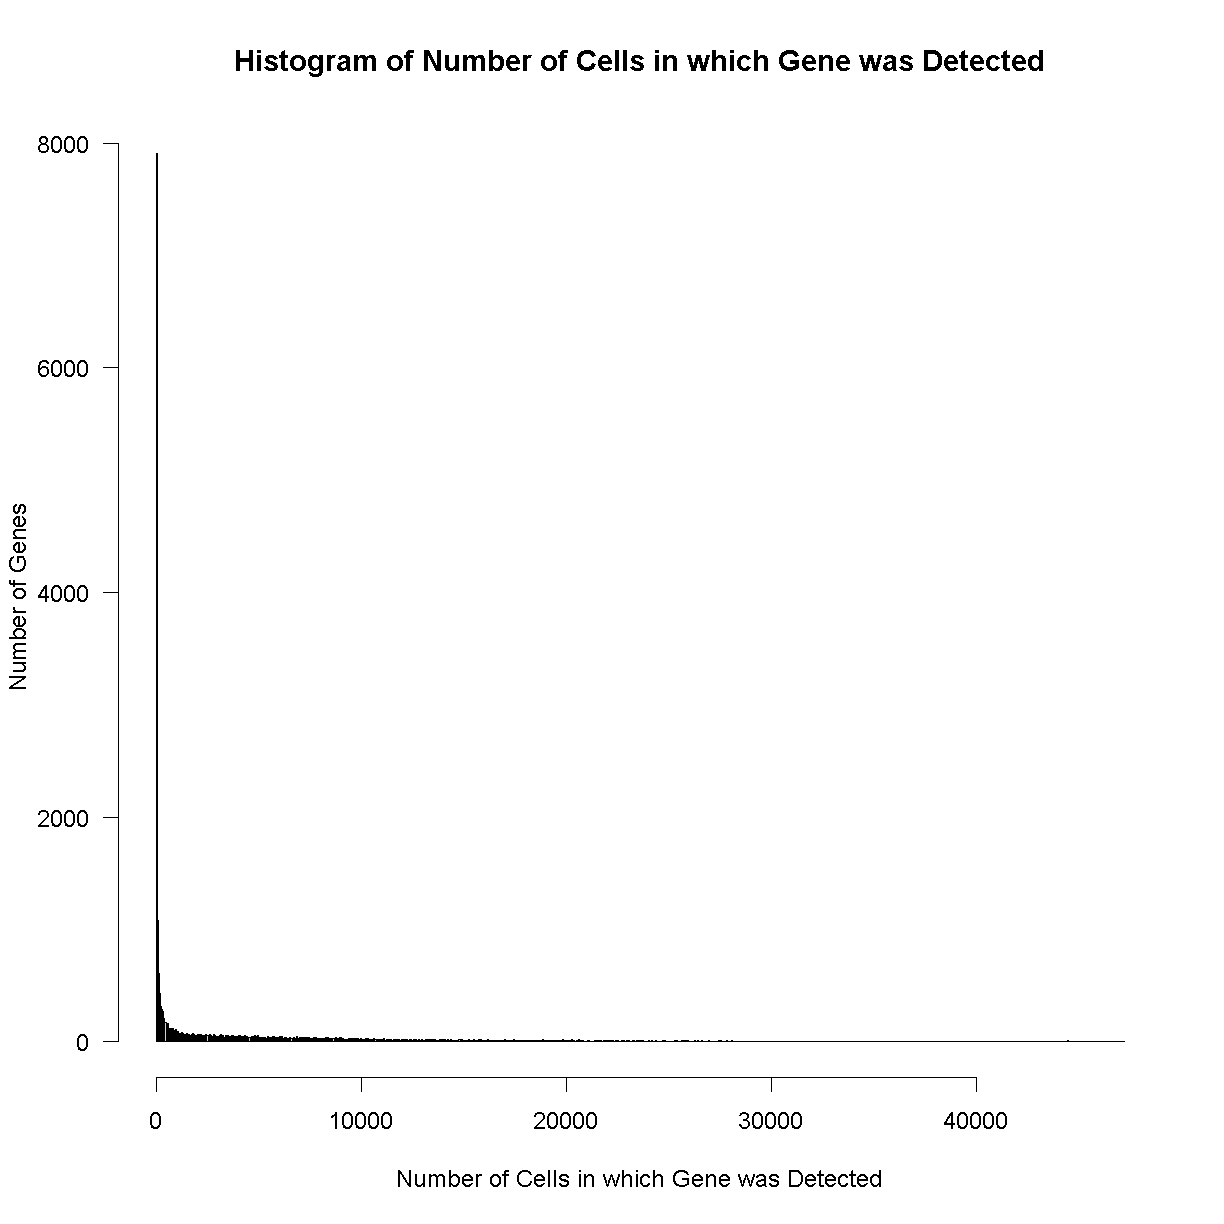 Histogram of Number of Cells in which Gene was Detected
8000
6000
4000
2000
0
Number of Genes
0 10000 20000 30000 40000
Number of Cells in which Gene was Detected